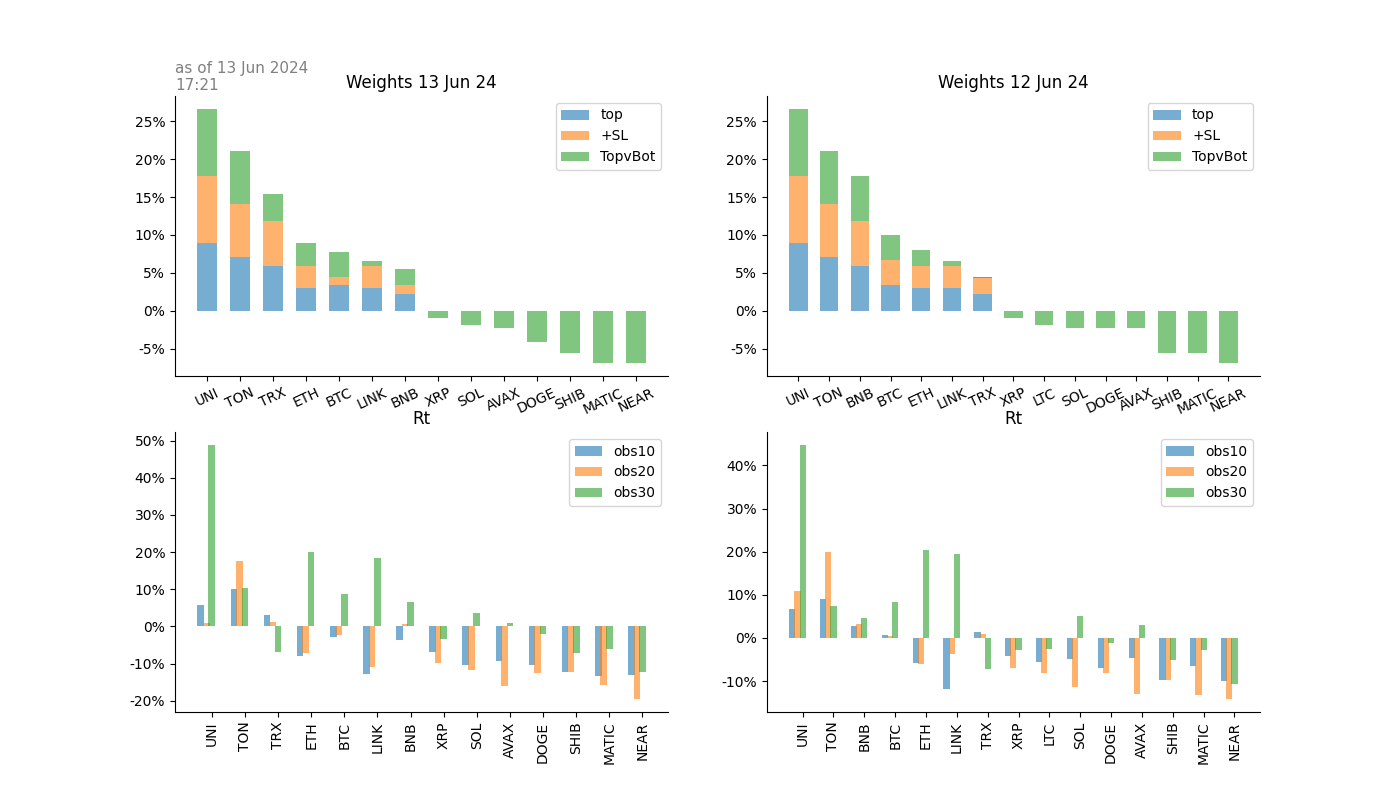 as of 13 Jun 2024
17:21
Weights 13 Jun 24
25%
20%
15%
10%
5%
0%
-5%
top
+SL
TopvBot
UNI TON TRX ETH BTC LINK BNB XRP SOL AVAX DOGE SHIB MATIC NEAR
Weights 12 Jun 24
25%
20%
15%
10%
5%
0%
-5%
top
+SL
TopvBot
UNI TON BNB BTC ETH LINK TRX XRP LTC SOL DOGE AVAX SHIB MATIC NEAR
Rt
50%
40%
30%
20%
10%
0%
-10%
-20%
obs10
obs20
obs30
UNI TON TRX ETH BTC LINK BNB XRP SOL AVAX DOGE SHIB MATIC NEAR
Rt
40%
30%
20%
10%
0%
-10%
obs10
obs20
obs30
UNI TON BNB BTC ETH LINK TRX XRP LTC SOL DOGE AVAX SHIB MATIC NEAR